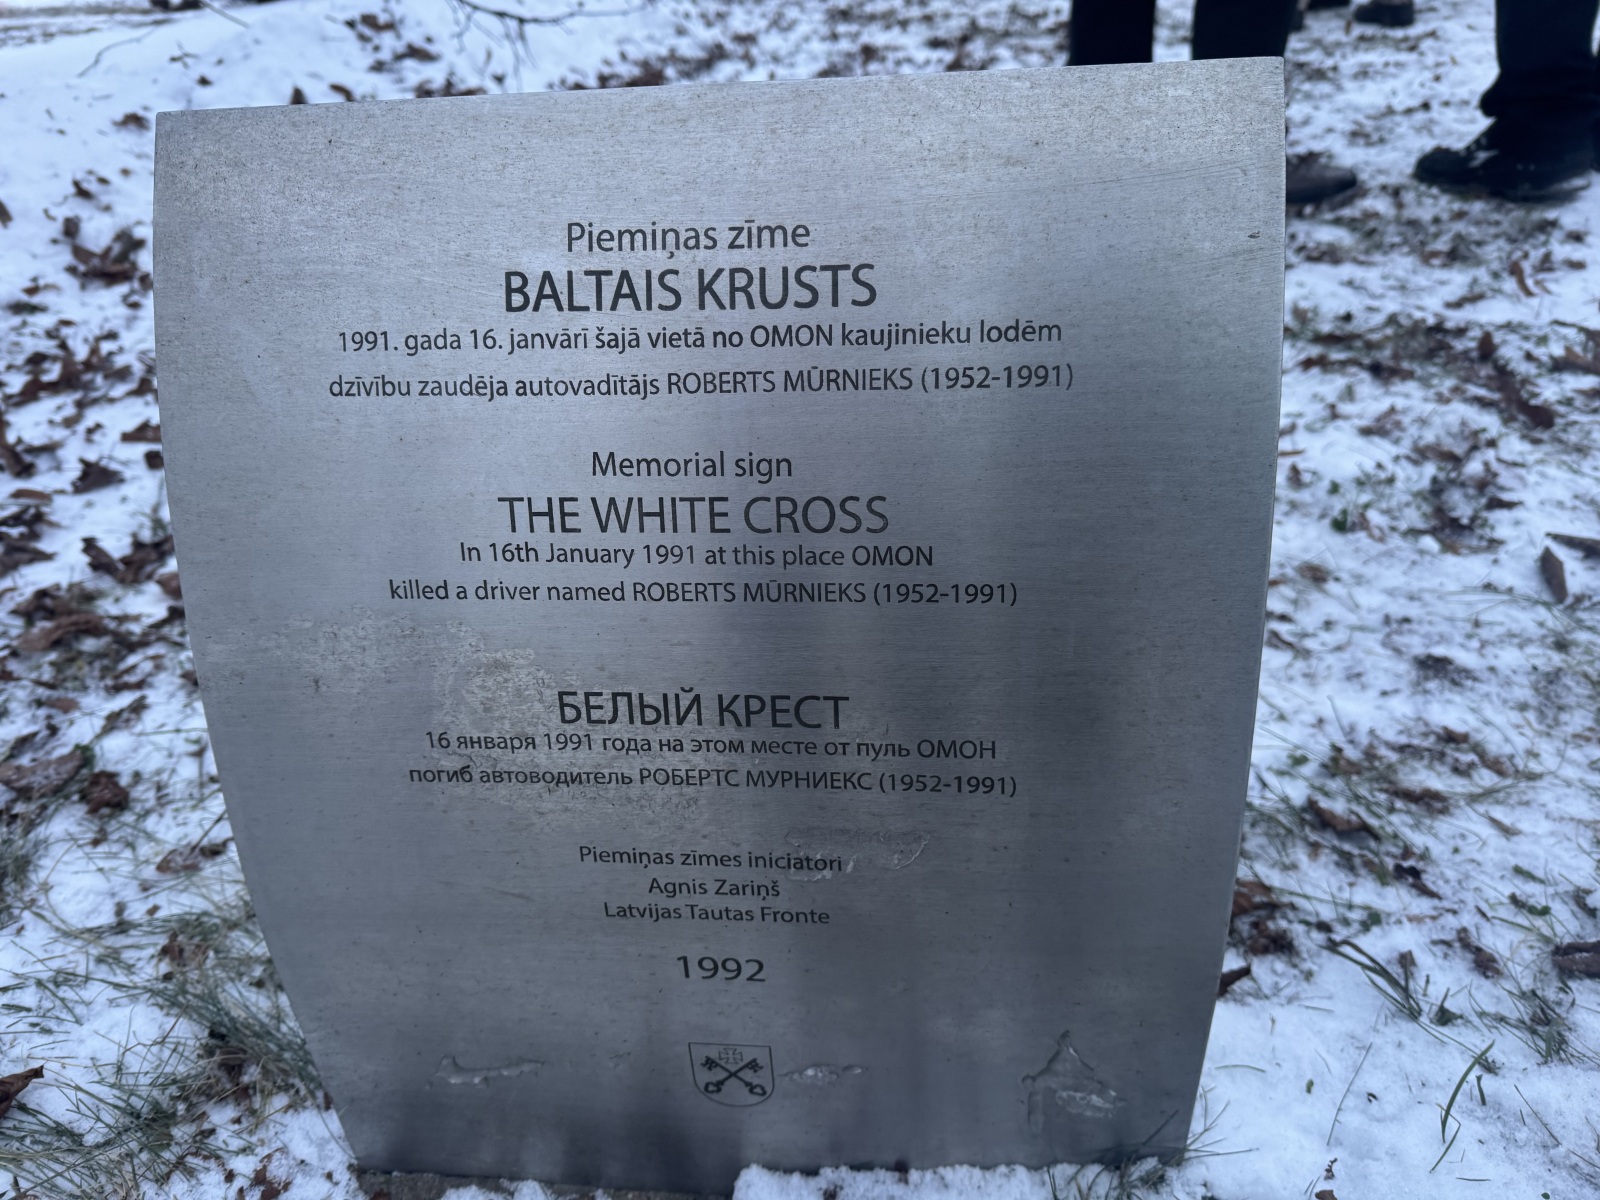 Piemiņas zīme
BALTAIS KRUSTS
1991. gada 16. janvārī šajā vietā no OMON kaujinieku lodēm
dzīvību zaudēja autovadītājs ROBERTS MŪRNIEKS (1952-1991)
Memorial sign
THE WHITE CROSS
In 16th January 1991 at this place OMON
killed a driver named ROBERTS MŪRNIEKS (1952-1991)
БЕЛЫЙ КРЕСТ
16 января 1991 года на этом месте от пуль ОМОН
погиб автоводитель РОБЕРТС МУРНИЕКС (1952-1991)
Piemiņas zīmes iniciatori
Agnis Zariņš
Latvijas Tautas Fronte
1992